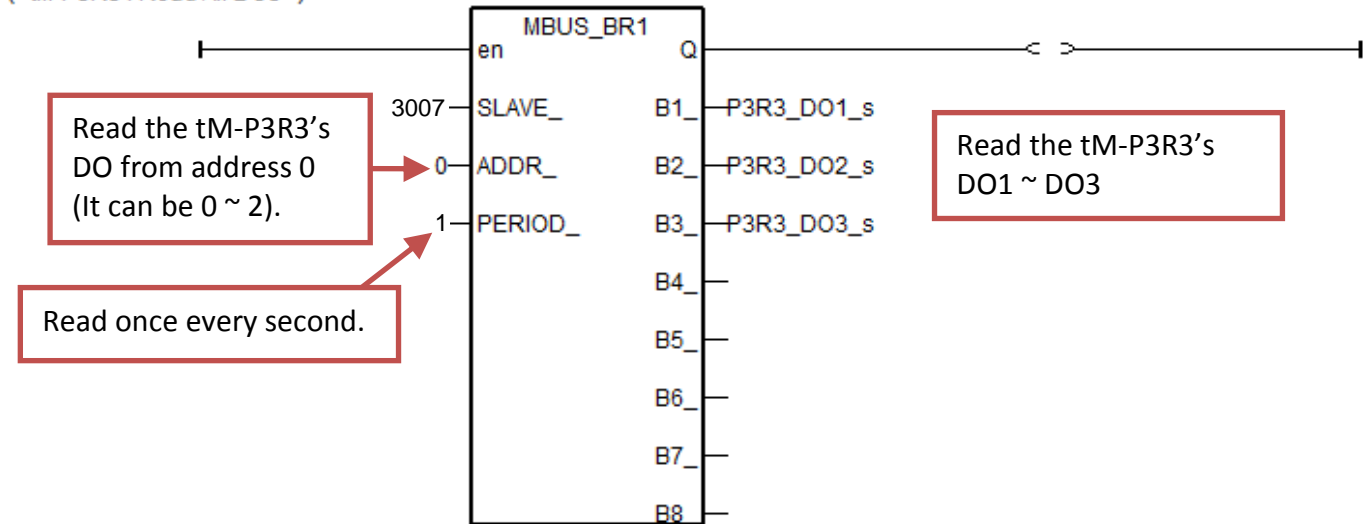 MBUS_BR1
en Q
3007 SLAVE_ B1_ P3R3_DO1_s
0 ADDR_ B2_ P3R3_DO2_s
1 PERIOD_ B3_ P3R3_DO3_s
B4_
B5_
B6_
B7_
B8
Read the tM-P3R3’s
DO from address 0
(It can be 0 ~ 2).
Read once every second.
Read the tM-P3R3’s
DO1 ~ DO3